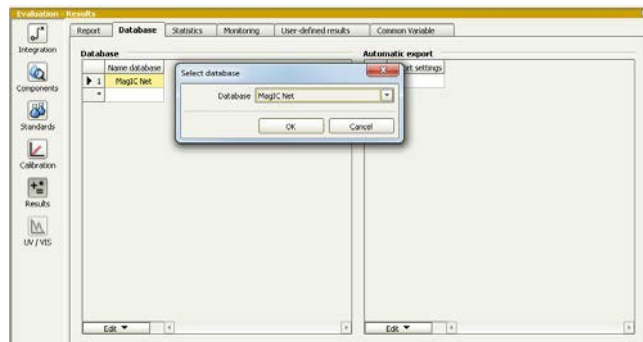 Evaluation - Results
Report Database Statistics Monitoring User-defined results Common Variable
Integration
Components
Standards
Calibration
Results
UV / VIS
Database
Name database
1 MagIC Net
*
Edit
Select database
Database MagIC Net
OK Cancel
Automatic export
settings
Edit